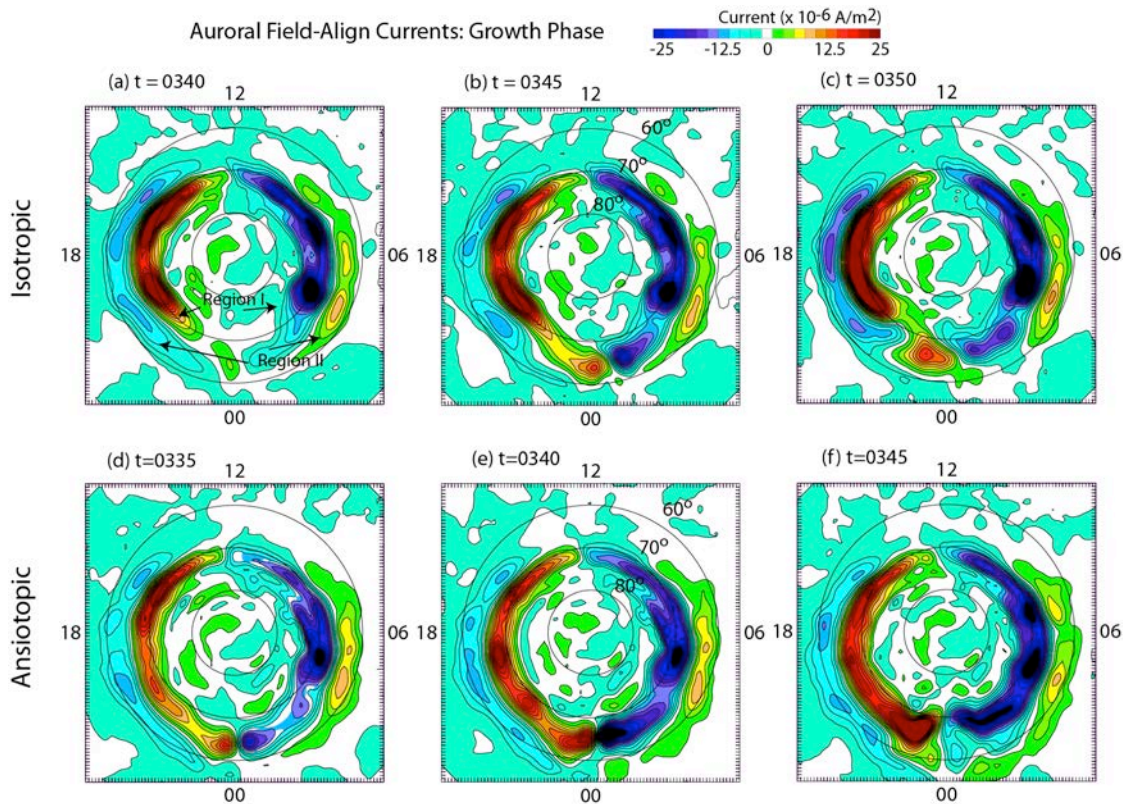 Auroral Field-Align Currents: Growth Phase
Current (x 10-6 A/m2)
-25 -12.5 0 12.5 25
(a) t = 0340
(b) t = 0345
(c) t = 0350
12
12
12
60°
70°
80°
Isotropic
18
06
18
06
18
06
Region I
Region II
00
00
00
(d) t=0335
(e) t=0340
(f) t=0345
12
12
12
60°
70°
80°
Ansiotopic
18
06
18
06
18
06
00
00
00